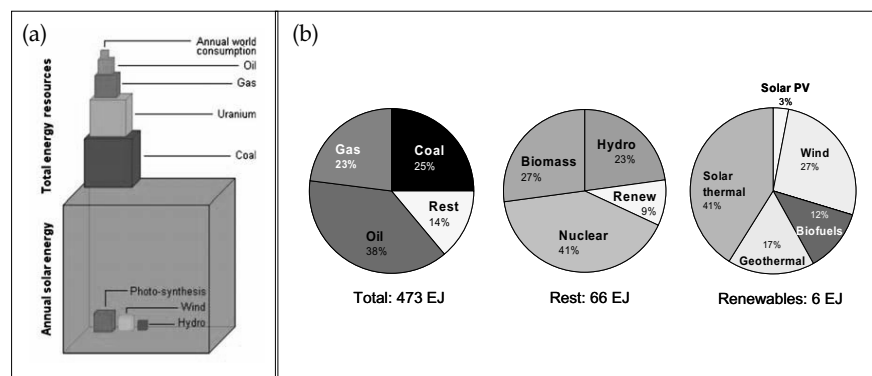 (a)
Annual world
consumption
Oil
Gas
Uranium
Coal
Total energy resources
Annual solar energy
Photo-synthesis
Wind
Hydro
(b)
Gas
23%
Coal
25%
Rest
14%
Oil
38%
Total: 473 EJ
Biomass
27%
Hydro
23%
Renew
9%
Nuclear
41%
Rest: 66 EJ
Solar PV
3%
Wind
27%
Solar
thermal
41%
12%
Biofuels
17%
Geothermal
Renewables: 6 EJ